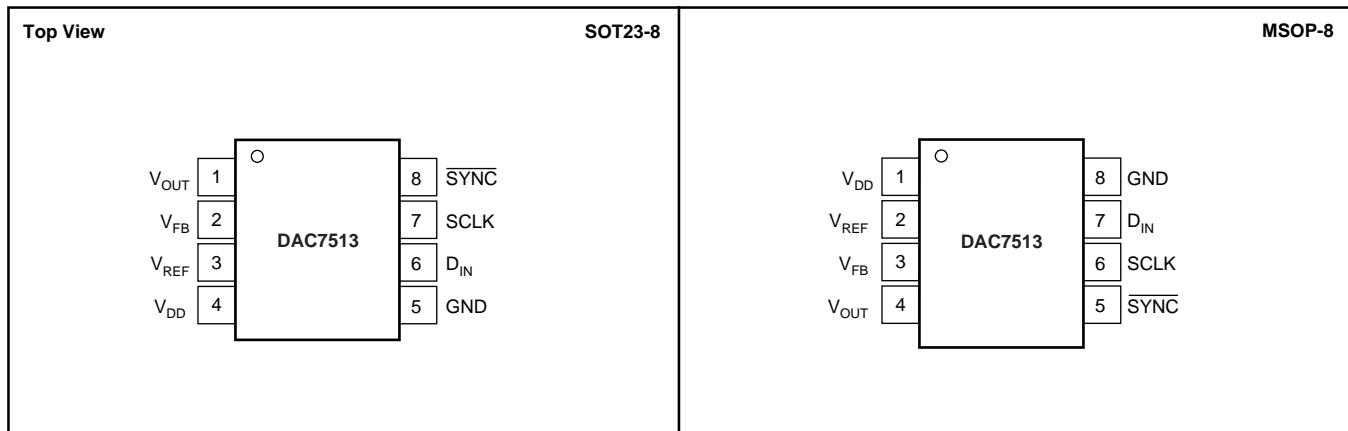 Top View SOT23-8
V_OUT 1 8 S̅Y̅N̅C̅
V_FB 2 7 SCLK
DAC7513
V_REF 3 6 D_IN
V_DD 4 5 GND
MSOP-8
V_DD 1 8 GND
V_REF 2 7 D_IN
DAC7513
V_FB 3 6 SCLK
V_OUT 4 5 S̅Y̅N̅C̅